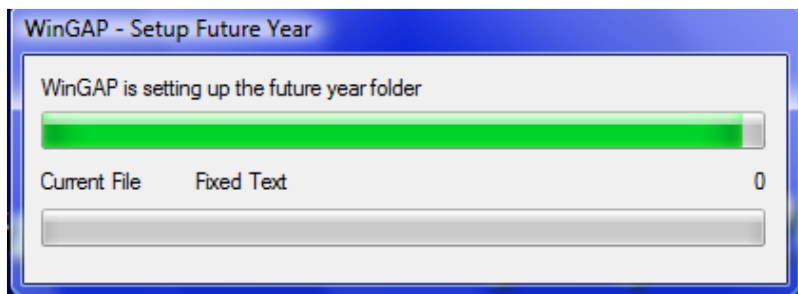 WinGAP - Setup Future Year
WinGAP is setting up the future year folder
Current File Fixed Text 0